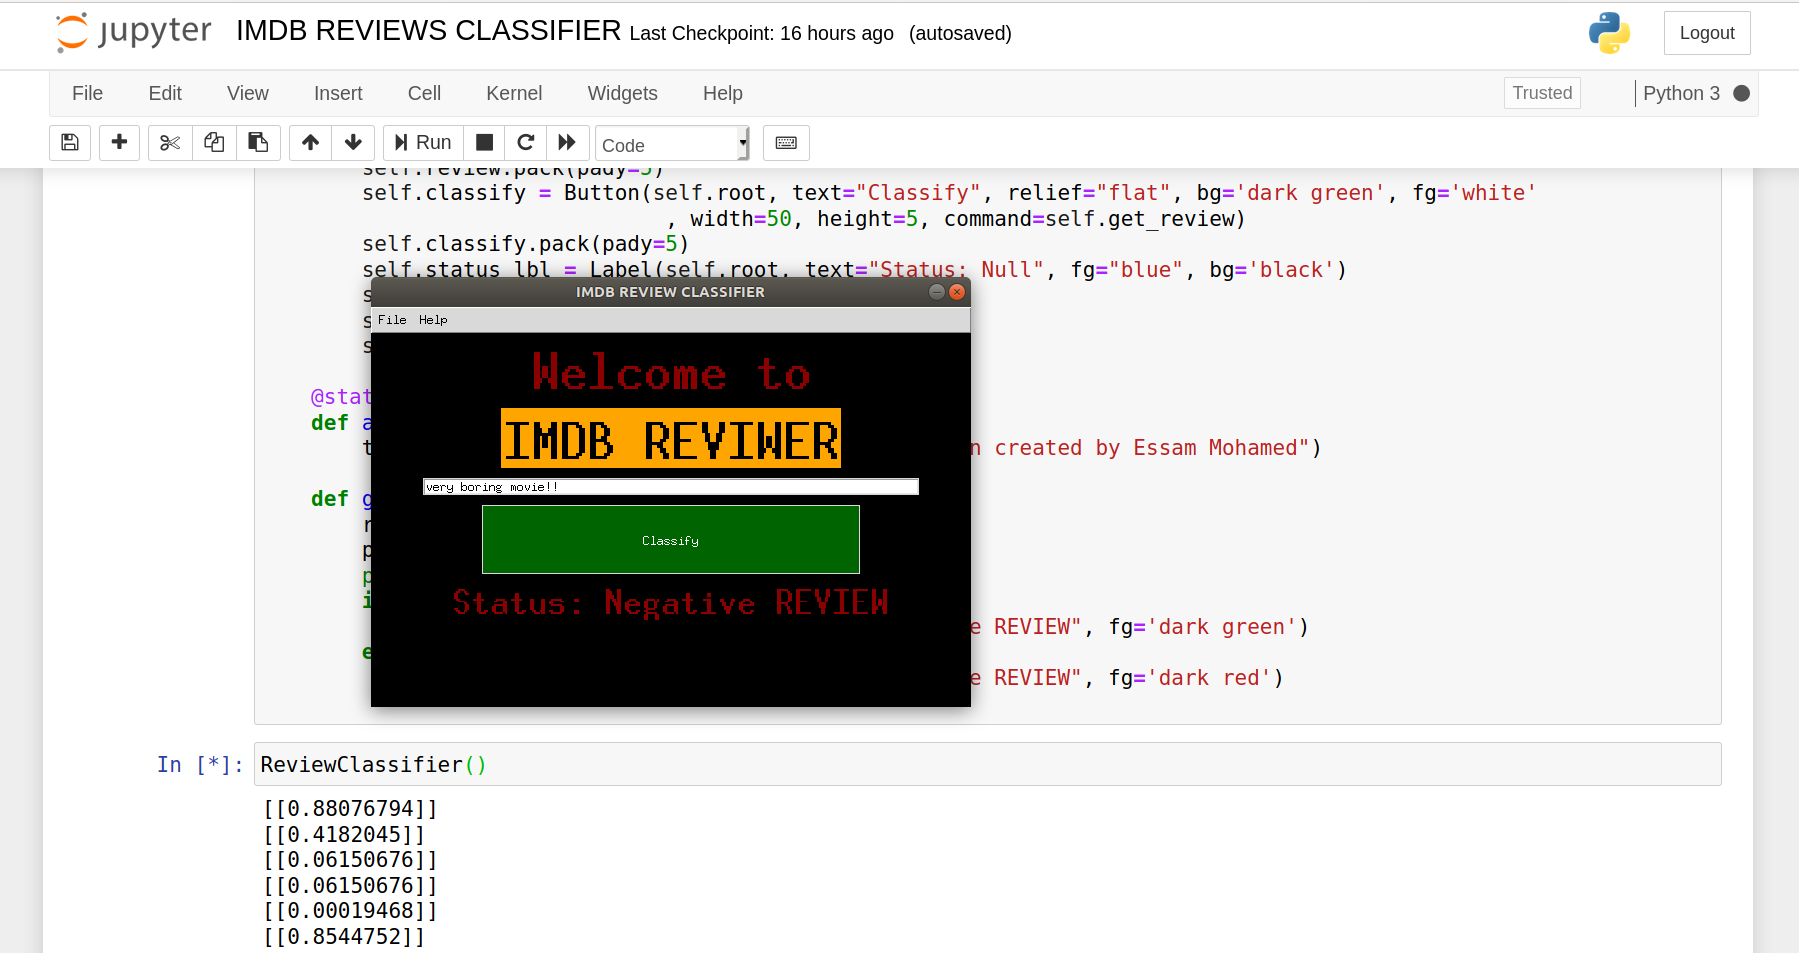 jupyter IMDB REVIEWS CLASSIFIER Last Checkpoint: 16 hours ago (autosaved) Logout
File Edit View Insert Cell Kernel Widgets Help Trusted Python 3
Run Code
self.review.pack(pady=5)
self.classify = Button(self.root, text="Classify", relief="flat", bg='dark green', fg='white'
, width=50, height=5, command=self.get_review)
self.classify.pack(pady=5)
self.status_lbl = Label(self.root, text="Status: Null", fg="blue", bg='black')
IMDB REVIEW CLASSIFIER
File Help
Welcome to
IMDB REVIWER
very boring movie!!
Classify
Status: Negative REVIEW
s
s
s
@stat
def a
t n created by Essam Mohamed")
def g
r
p
p
i
e REVIEW", fg='dark green')
e
e REVIEW", fg='dark red')
In [*]: ReviewClassifier()
[[0.88076794]]
[[0.4182045]]
[[0.06150676]]
[[0.06150676]]
[[0.00019468]]
[[0.8544752]]